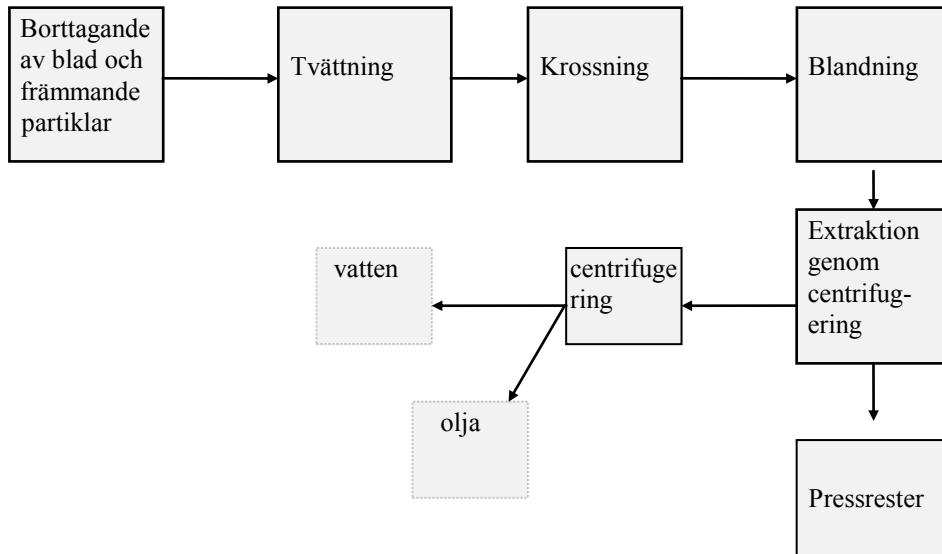 Borttagande
av blad och
främmande
partiklar
Tvättning
Krossning
Blandning
Extraktion
genom
centrifug-
ering
centrifuge
ring
vatten
olja
Pressrester